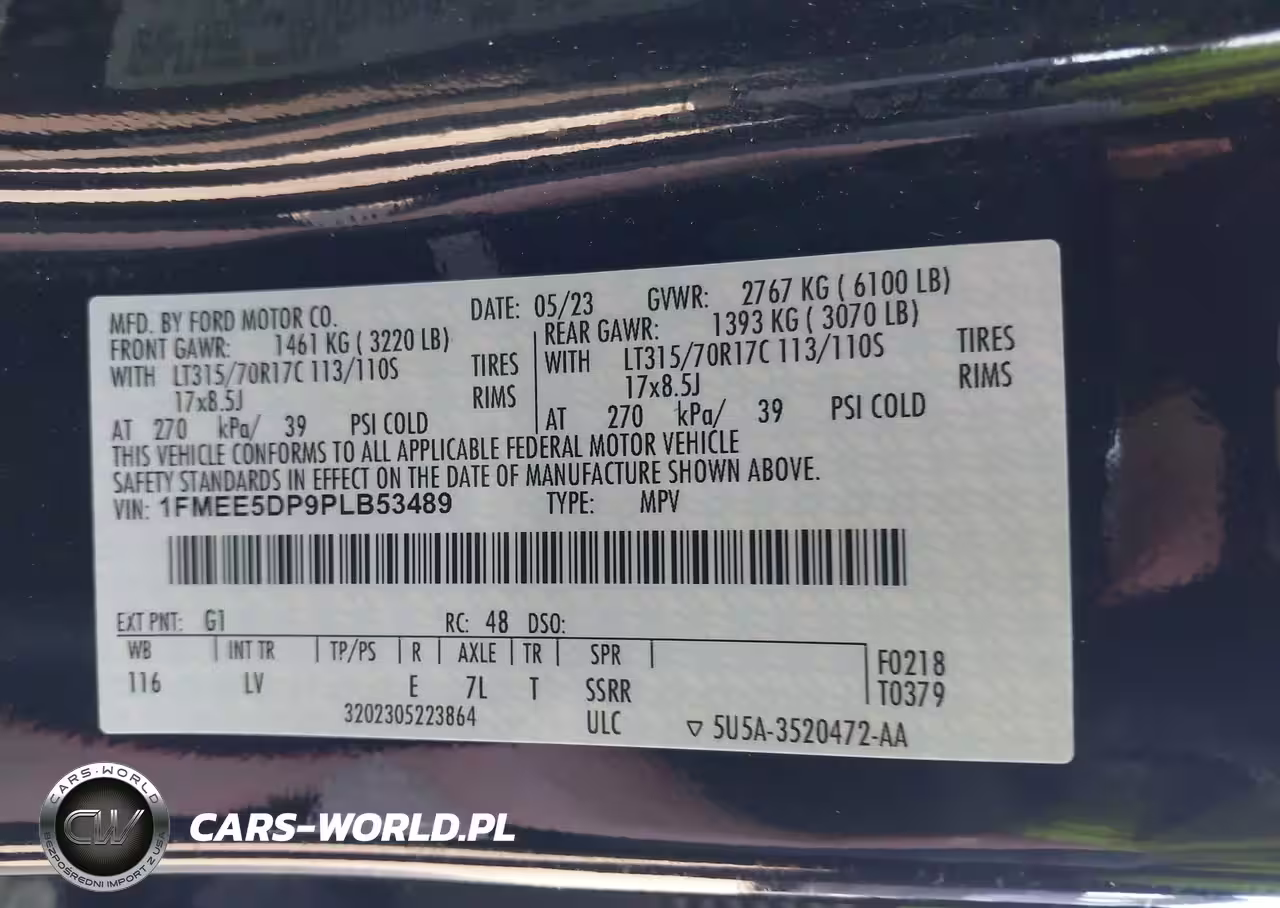 MFD. BY FORD MOTOR CO. DATE: 05/23 GVWR: 2767 KG ( 6100 LB)
FRONT GAWR: 1461 KG ( 3220 LB) REAR GAWR: 1393 KG ( 3070 LB)
WITH LT315/70R17C 113/110S TIRES WITH LT315/70R17C 113/110S TIRES
17x8.5J RIMS 17x8.5J RIMS
AT 270 kPa/ 39 PSI COLD AT 270 kPa/ 39 PSI COLD
THIS VEHICLE CONFORMS TO ALL APPLICABLE FEDERAL MOTOR VEHICLE
SAFETY STANDARDS IN EFFECT ON THE DATE OF MANUFACTURE SHOWN ABOVE.
VIN: 1FMEE5DP9PLB53489 TYPE: MPV
EXT PNT: G1 RC: 48 DSO:
WB INT TR TP/PS R AXLE TR SPR F0218
116 LV E 7L T SSRR T0379
3202305223864 ULC ▽ 5U5A-3520472-AA
CARS-WORLD
CW
BEZPOŚREDNI IMPORT Z USA
CARS-WORLD.PL